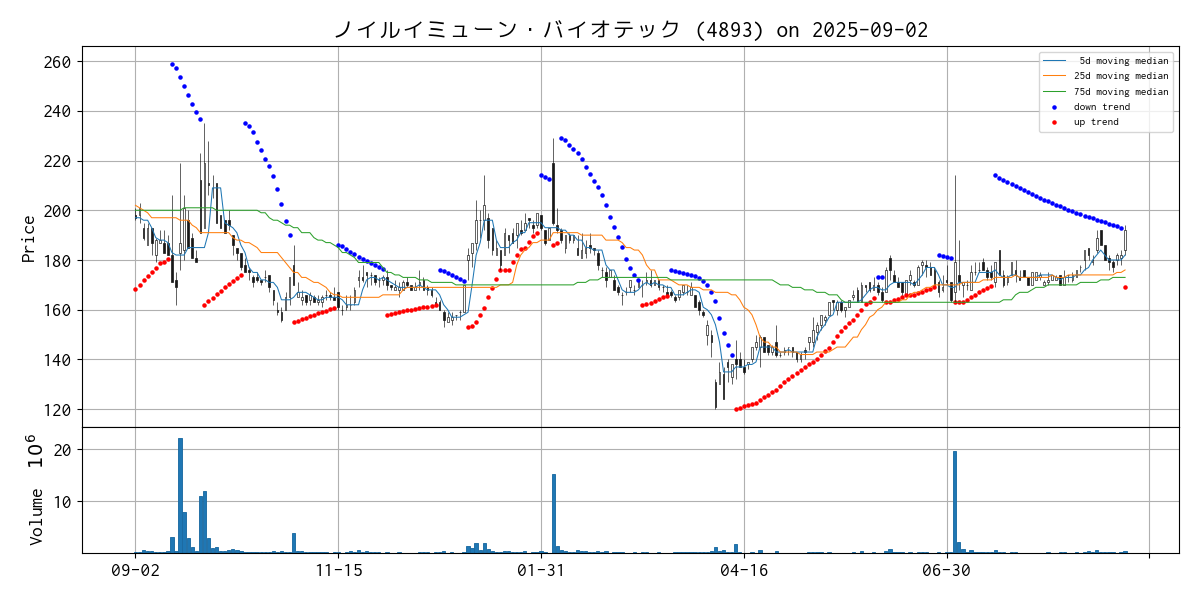 ノイルイミューン・バイオテック (4893) on 2025-09-02
5d moving median
25d moving median
75d moving median
down trend
up trend
Price
260
240
220
200
180
160
140
120
Volume 10^6
20
10
09-02
11-15
01-31
04-16
06-30